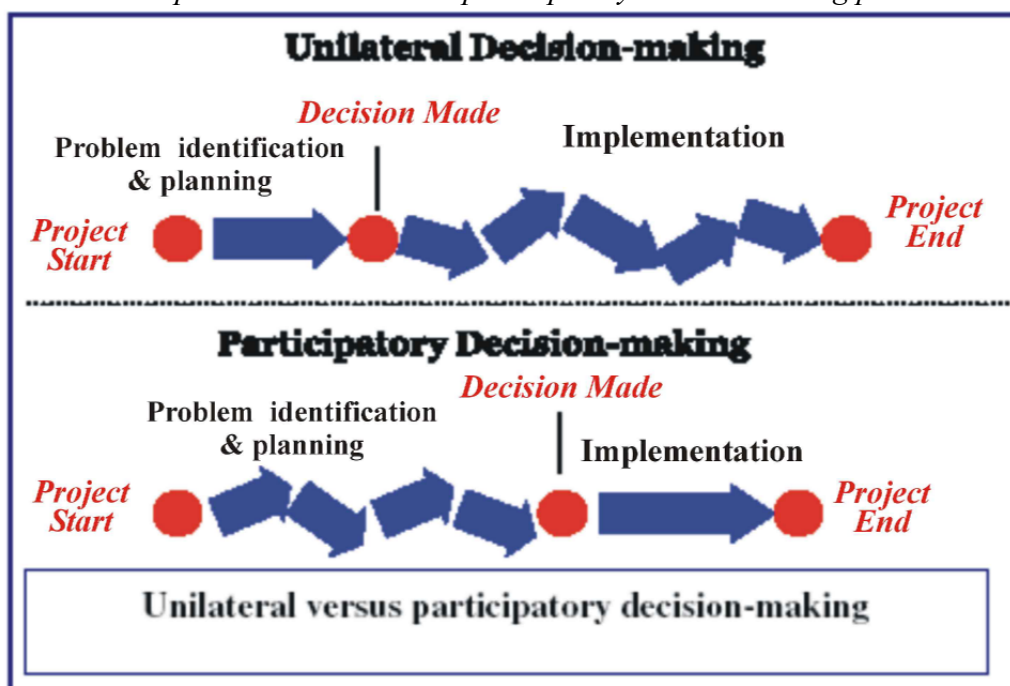 participatory
Unilateral Decision-making
Decision Made
Implementation
Problem identification
& planning
Project
Start
Project
End
Participatory Decision-making
Decision Made
Problem identification
& planning
Implementation
Project
Start
Project
End
Unilateral versus participatory decision-making